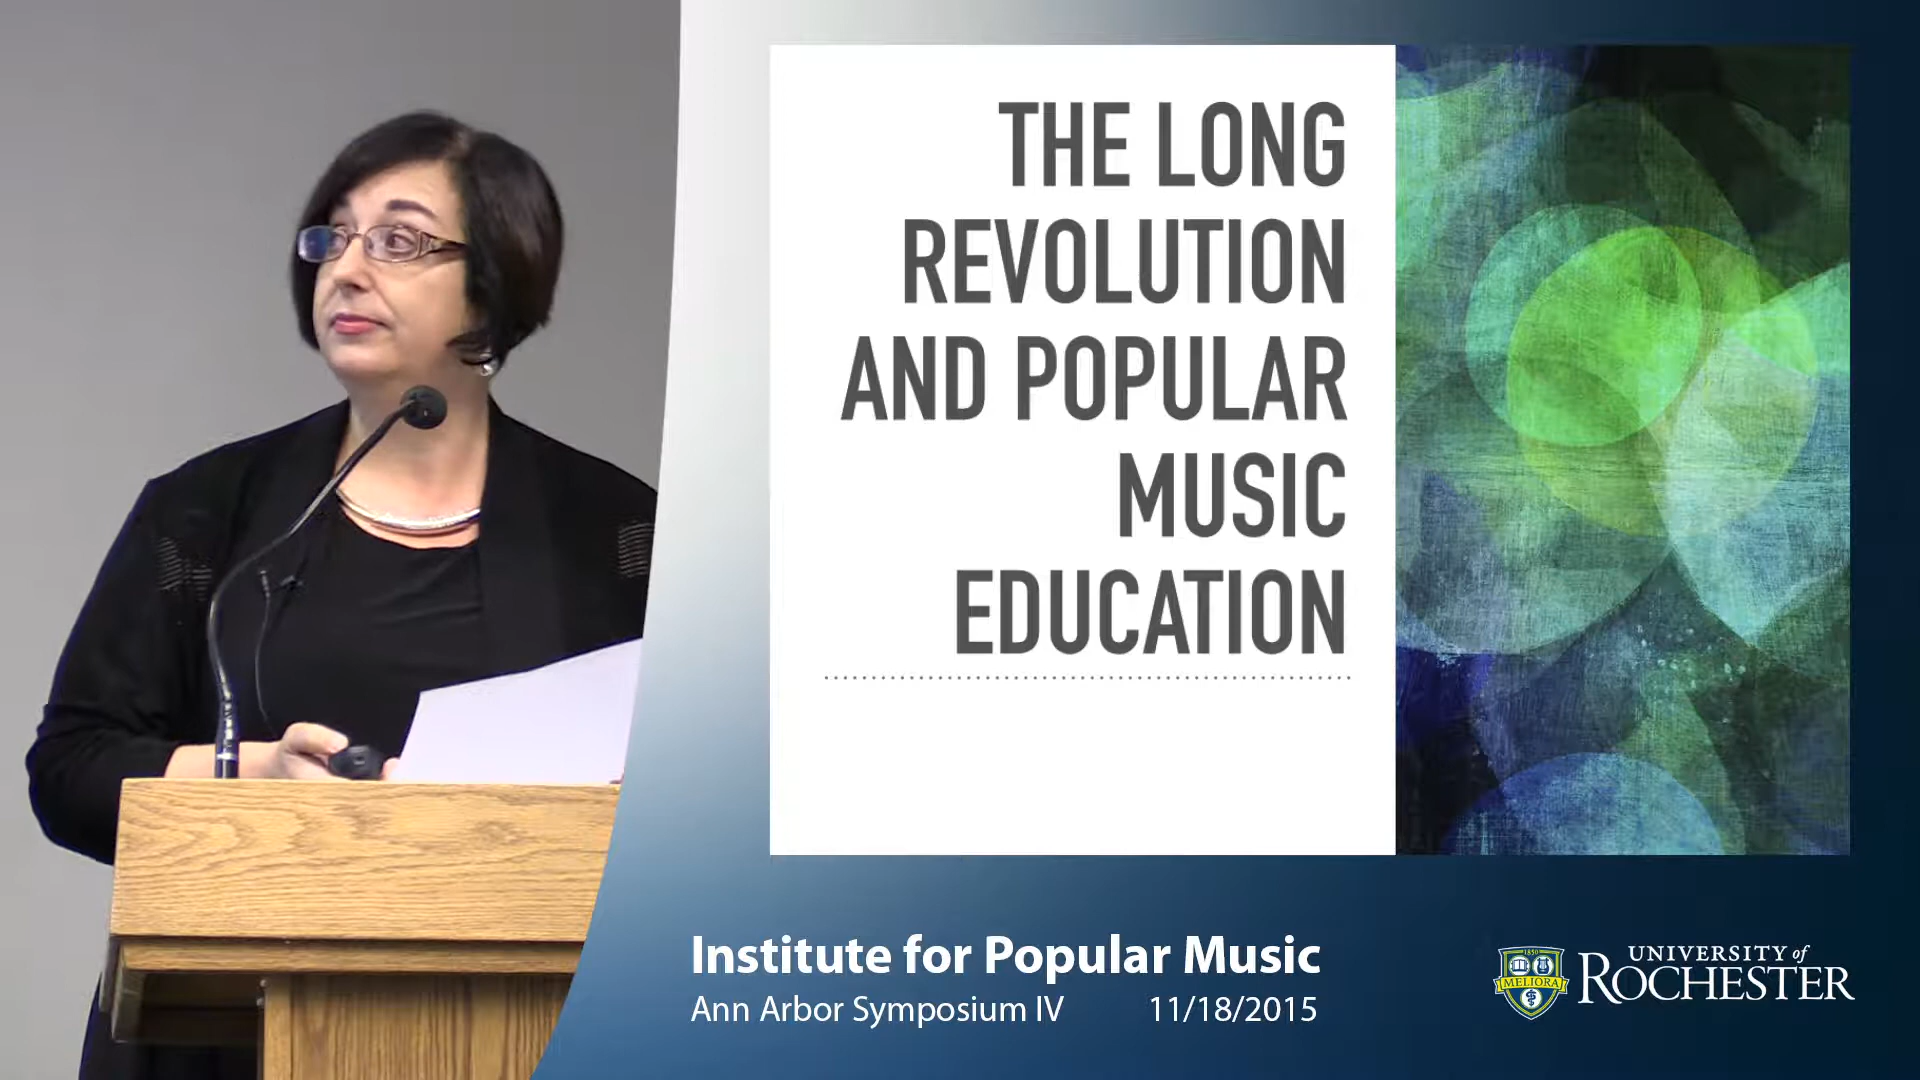 THE LONG
REVOLUTION
AND POPULAR
MUSIC
EDUCATION
Institute for Popular Music
Ann Arbor Symposium IV 11/18/2015
1850
MELIORA
UNIVERSITY of
ROCHESTER